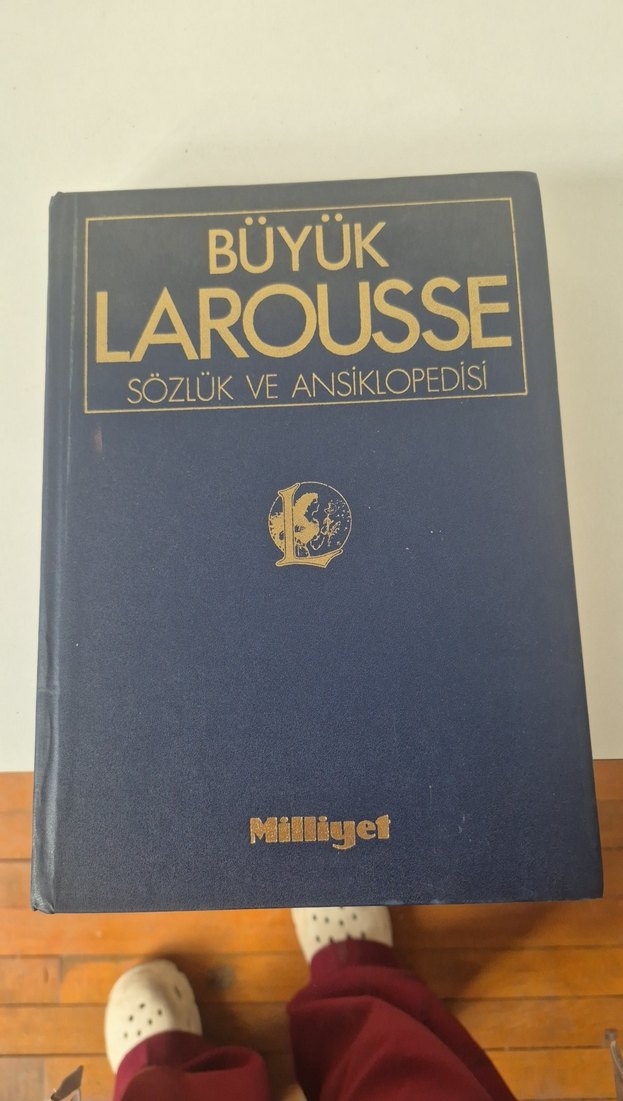 BÜYÜK
LAROUSSE
SÖZLÜK VE ANSİKLOPEDİSİ
L
Milliyet